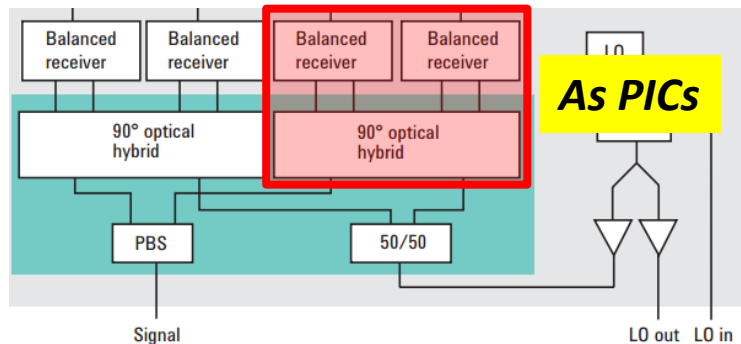 Balanced
receiver
Balanced
receiver
Balanced
receiver
Balanced
receiver
LO
As PICs
90° optical
hybrid
90° optical
hybrid
PBS
50/50
Signal
LO out
LO in